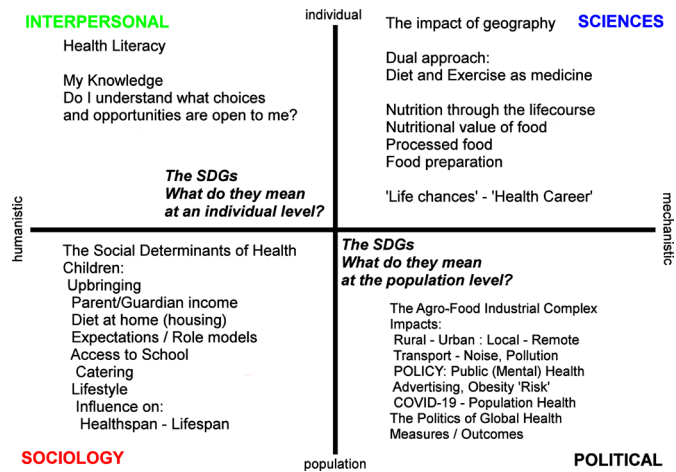 INTERPERSONAL
individual
SCIENCES
Health Literacy
My Knowledge
Do I understand what choices
and opportunities are open to me?
The impact of geography
Dual approach:
Diet and Exercise as medicine
Nutrition through the lifecourse
Nutritional value of food
Processed food
Food preparation
'Life chances' - 'Health Career'
The SDGs
What do they mean
at an individual level?
humanistic
mechanistic
The Social Determinants of Health
Children:
Upbringing
Parent/Guardian income
Diet at home (housing)
Expectations / Role models
Access to School
Catering
Lifestyle
Influence on:
Healthspan - Lifespan
The SDGs
What do they mean
at the population level?
The Agro-Food Industrial Complex
Impacts:
Rural - Urban : Local - Remote
Transport - Noise, Pollution
POLICY: Public (Mental) Health
Advertising, Obesity 'Risk'
COVID-19 - Population Health
The Politics of Global Health
Measures / Outcomes
SOCIOLOGY
population
POLITICAL